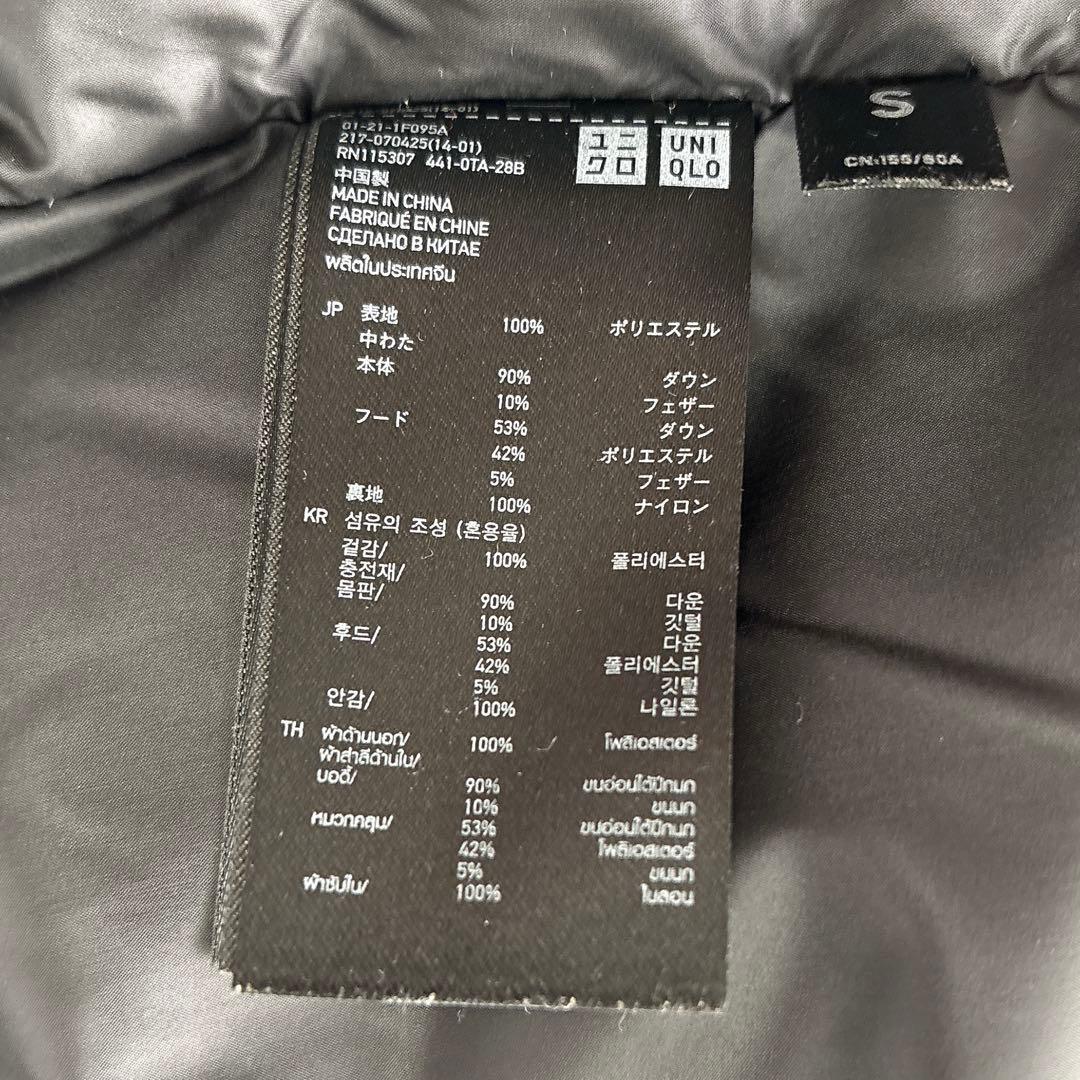 01-21-1F095A
217-070425(14-01)
RN115307 441-0TA-28B
ユニクロ
UNIQLO
S
CN:155/80A
中国製
MADE IN CHINA
FABRIQUÉ EN CHINE
СДЕЛАНО В КИТАЕ
ผลิตในประเทศจีน
JP 表地 100% ポリエステル
中わた
本体 90% ダウン
10% フェザー
フード 53% ダウン
42% ポリエステル
5% フェザー
裏地 100% ナイロン
KR 섬유의 조성 (혼용율)
겉감/ 100% 폴리에스터
충전재/
몸판/ 90% 다운
10% 깃털
후드/ 53% 다운
42% 폴리에스터
5% 깃털
안감/ 100% 나일론
TH ผ้าด้านนอก/ 100% โพลิเอสเตอร์
ผ้าสำลีด้านใน/
บอดี้/ 90% ขนอ่อนใต้ปีกนก
10% ขนนก
หมวกคลุม/ 53% ขนอ่อนใต้ปีกนก
42% โพลิเอสเตอร์
5% ขนนก
ผ้าซับใน/ 100% ไนลอน